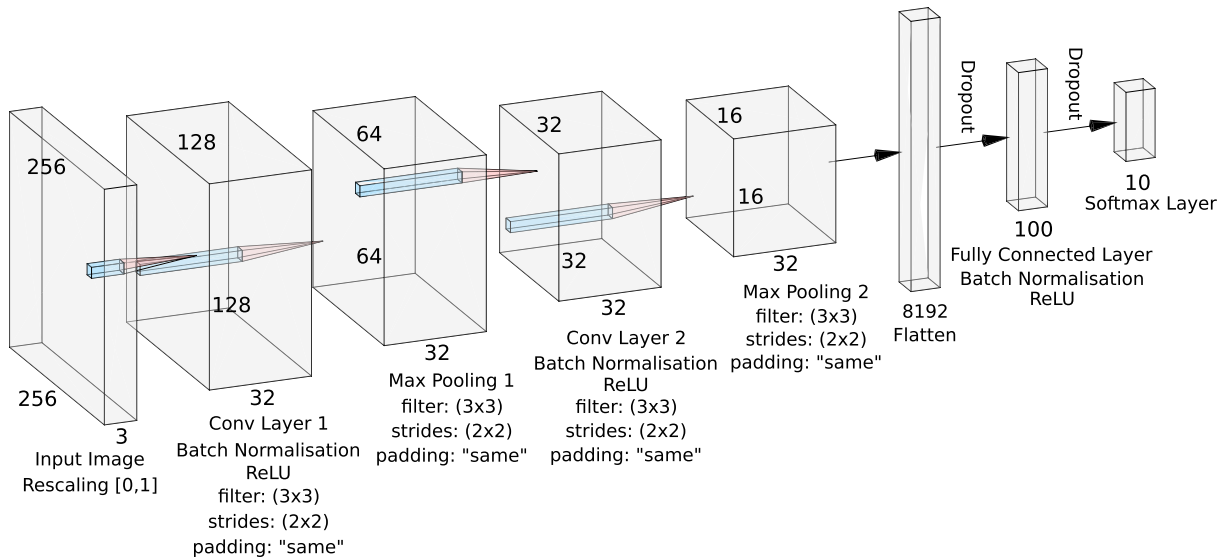 256
256
3
Input Image
Rescaling [0,1]
128
128
32
Conv Layer 1
Batch Normalisation
ReLU
filter: (3x3)
strides: (2x2)
padding: "same"
64
64
32
Max Pooling 1
filter: (3x3)
strides: (2x2)
padding: "same"
32
32
32
Conv Layer 2
Batch Normalisation
ReLU
filter: (3x3)
strides: (2x2)
padding: "same"
16
16
32
Max Pooling 2
filter: (3x3)
strides: (2x2)
padding: "same"
8192
Flatten
Dropout
100
Fully Connected Layer
Batch Normalisation
ReLU
Dropout
10
Softmax Layer